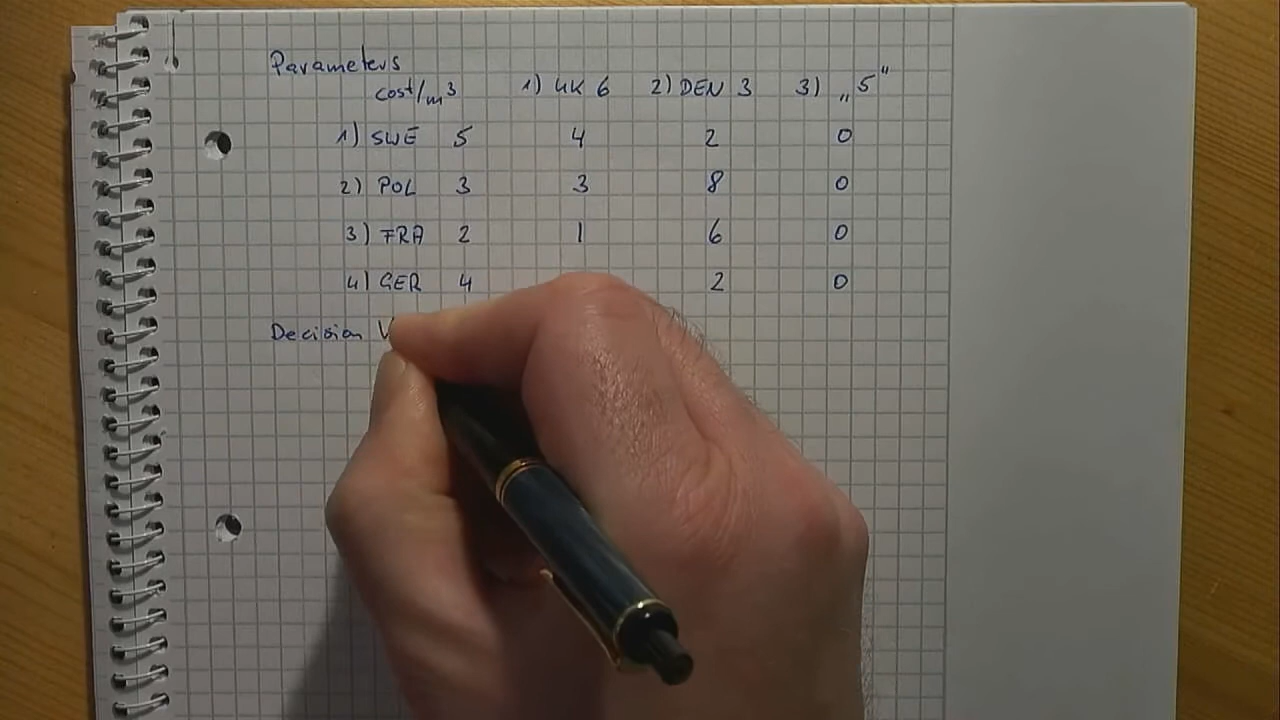 Parameters
cost/m³ 1) UK 6 2) DEN 3 3) „5"
1) SWE 5 4 2 0
2) POL 3 3 8 0
3) FRA 2 1 6 0
4) GER 4 2 0
Decision V